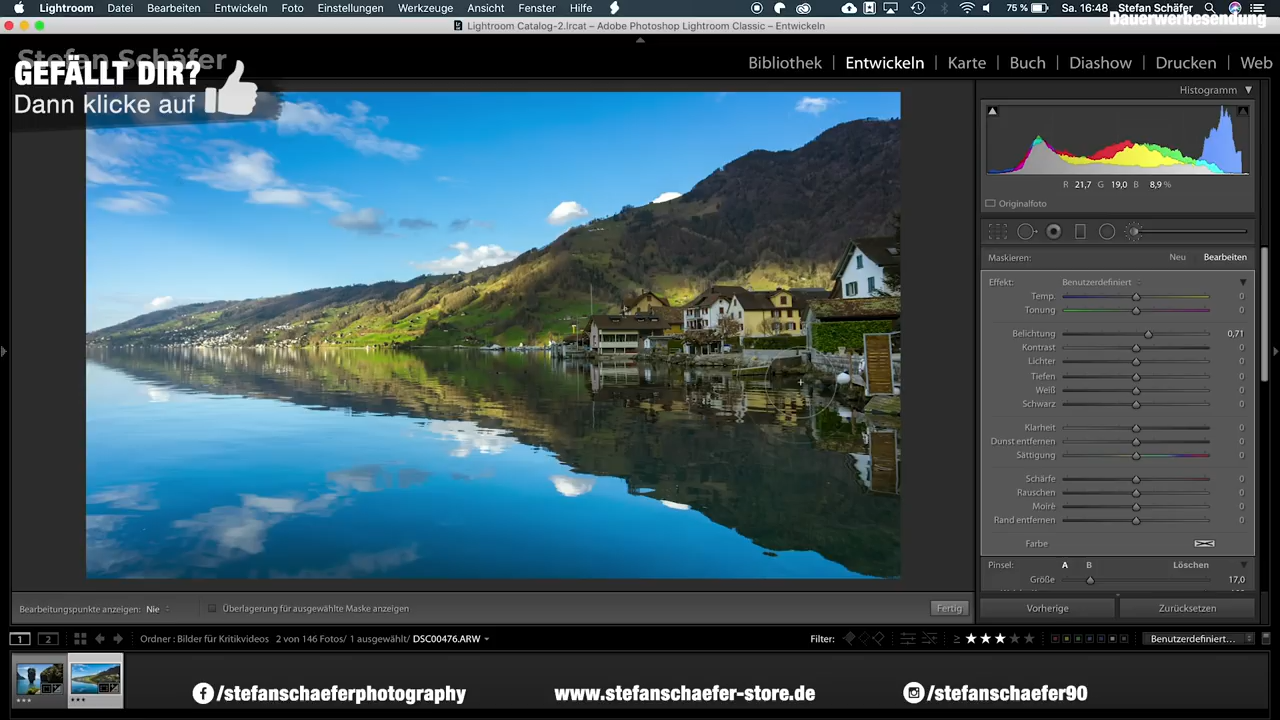 Lightroom Datei Bearbeiten Entwickeln Foto Einstellungen Werkzeuge Ansicht Fenster Hilfe 75 % Sa. 16:48 Stefan Schäfer
Dauerwerbesendung
Lightroom Catalog-2.lrcat – Adobe Photoshop Lightroom Classic – Entwickeln
Stefan Schäfer
GEFÄLLT DIR?
Dann klicke auf
Bibliothek | Entwickeln | Karte | Buch | Diashow | Drucken | Web
Histogramm
R 21,7 G 19,0 B 8,9 %
Originalfoto
Maskieren: Neu Bearbeiten
Effekt: Benutzerdefiniert
Temp. 0
Tonung 0
Belichtung 0,71
Kontrast 0
Lichter 0
Tiefen 0
Weiß 0
Schwarz 0
Klarheit 0
Dunst entfernen 0
Sättigung 0
Schärfe 0
Rauschen 0
Moiré 0
Rand entfernen 0
Farbe
Pinsel: A B Löschen
Größe 17,0
Bearbeitungspunkte anzeigen: Nie Überlagerung für ausgewählte Maske anzeigen Fertig
Vorherige Zurücksetzen
1 2 Ordner : Bilder für Kritikvideos 2 von 146 Fotos/ 1 ausgewählt/ DSC00476.ARW Filter: ≥ ★★★★★ Benutzerdefiniert...
/stefanschaeferphotography www.stefanschaefer-store.de /stefanschaefer90